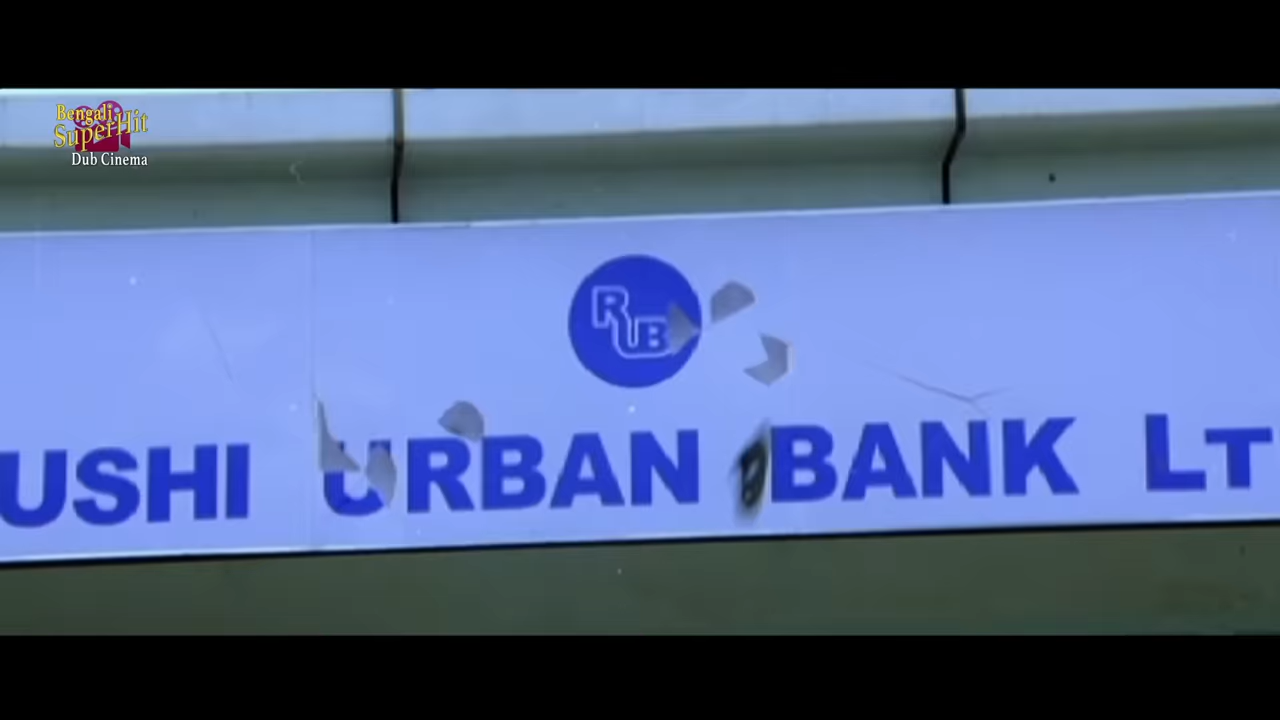 Bengali
SuperHit
Dub Cinema
RUB
USHI URBAN BANK LT